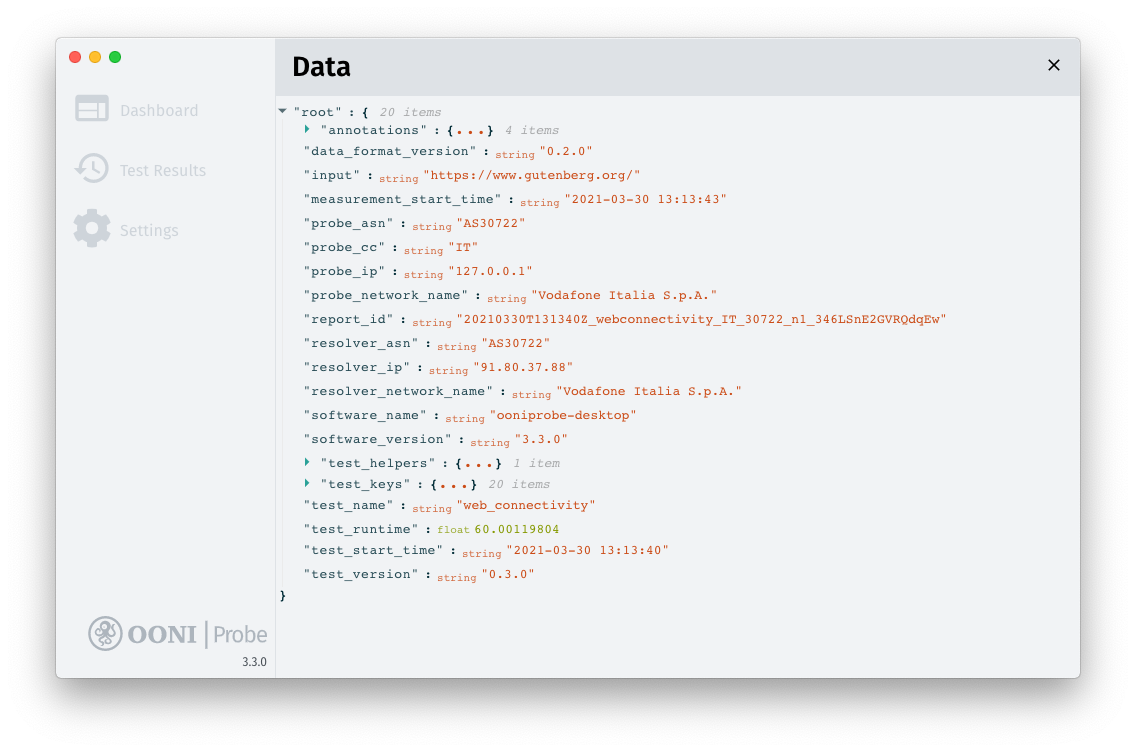 Data
Dashboard
Test Results
Settings
"root" : { 20 items
"annotations" : {...} 4 items
"data_format_version" : string "0.2.0"
"input" : string "https://www.gutenberg.org/"
"measurement_start_time" : string "2021-03-30 13:13:43"
"probe_asn" : string "AS30722"
"probe_cc" : string "IT"
"probe_ip" : string "127.0.0.1"
"probe_network_name" : string "Vodafone Italia S.p.A."
"report_id" : string "20210330T131340Z_webconnectivity_IT_30722_n1_346LSnE2GVRQdqEw"
"resolver_asn" : string "AS30722"
"resolver_ip" : string "91.80.37.88"
"resolver_network_name" : string "Vodafone Italia S.p.A."
"software_name" : string "ooniprobe-desktop"
"software_version" : string "3.3.0"
"test_helpers" : {...} 1 item
"test_keys" : {...} 20 items
"test_name" : string "web_connectivity"
"test_runtime" : float 60.00119804
"test_start_time" : string "2021-03-30 13:13:40"
"test_version" : string "0.3.0"
}
OONI | Probe
3.3.0